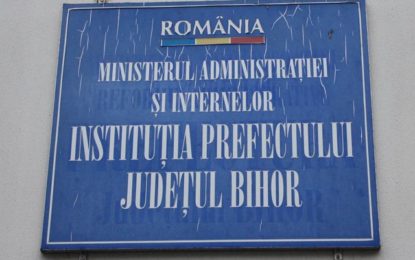 ROMÂNIA
MINISTERUL ADMINISTRAȚIEI
ȘI INTERNELOR
INSTITUȚIA PREFECTULUI
JUDEȚUL BIHOR